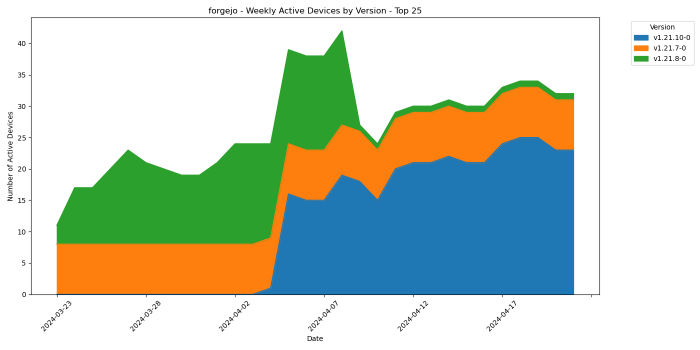 forgejo - Weekly Active Devices by Version - Top 25
Version
v1.21.10-0
v1.21.7-0
v1.21.8-0
Number of Active Devices
40
35
30
25
20
15
10
5
0
2024-03-23
2024-03-28
2024-04-02
2024-04-07
2024-04-12
2024-04-17
Date